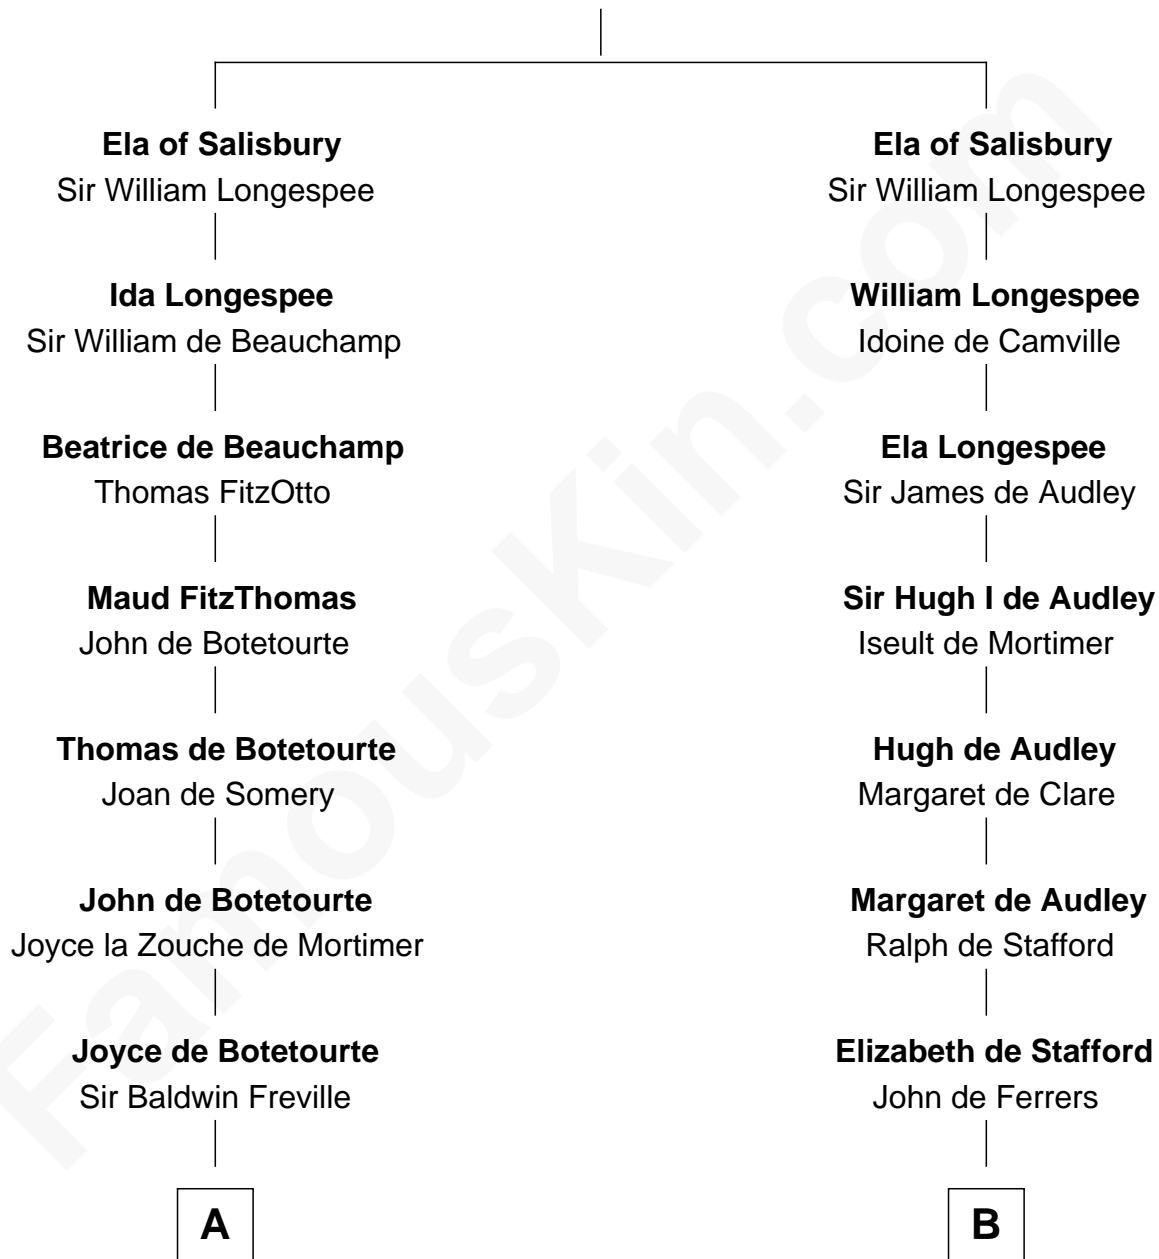 Ela of Salisbury
Sir William Longespee
Ida Longespee
Sir William de Beauchamp
Beatrice de Beauchamp
Thomas FitzOtto
Maud FitzThomas
John de Botetourte
Thomas de Botetourte
Joan de Somery
John de Botetourte
Joyce la Zouche de Mortimer
Joyce de Botetourte
Sir Baldwin Freville
A
Ela of Salisbury
Sir William Longespee
William Longespee
Idoine de Camville
Ela Longespee
Sir James de Audley
Sir Hugh I de Audley
Iseult de Mortimer
Hugh de Audley
Margaret de Clare
Margaret de Audley
Ralph de Stafford
Elizabeth de Stafford
John de Ferrers
B
FamousKin.com